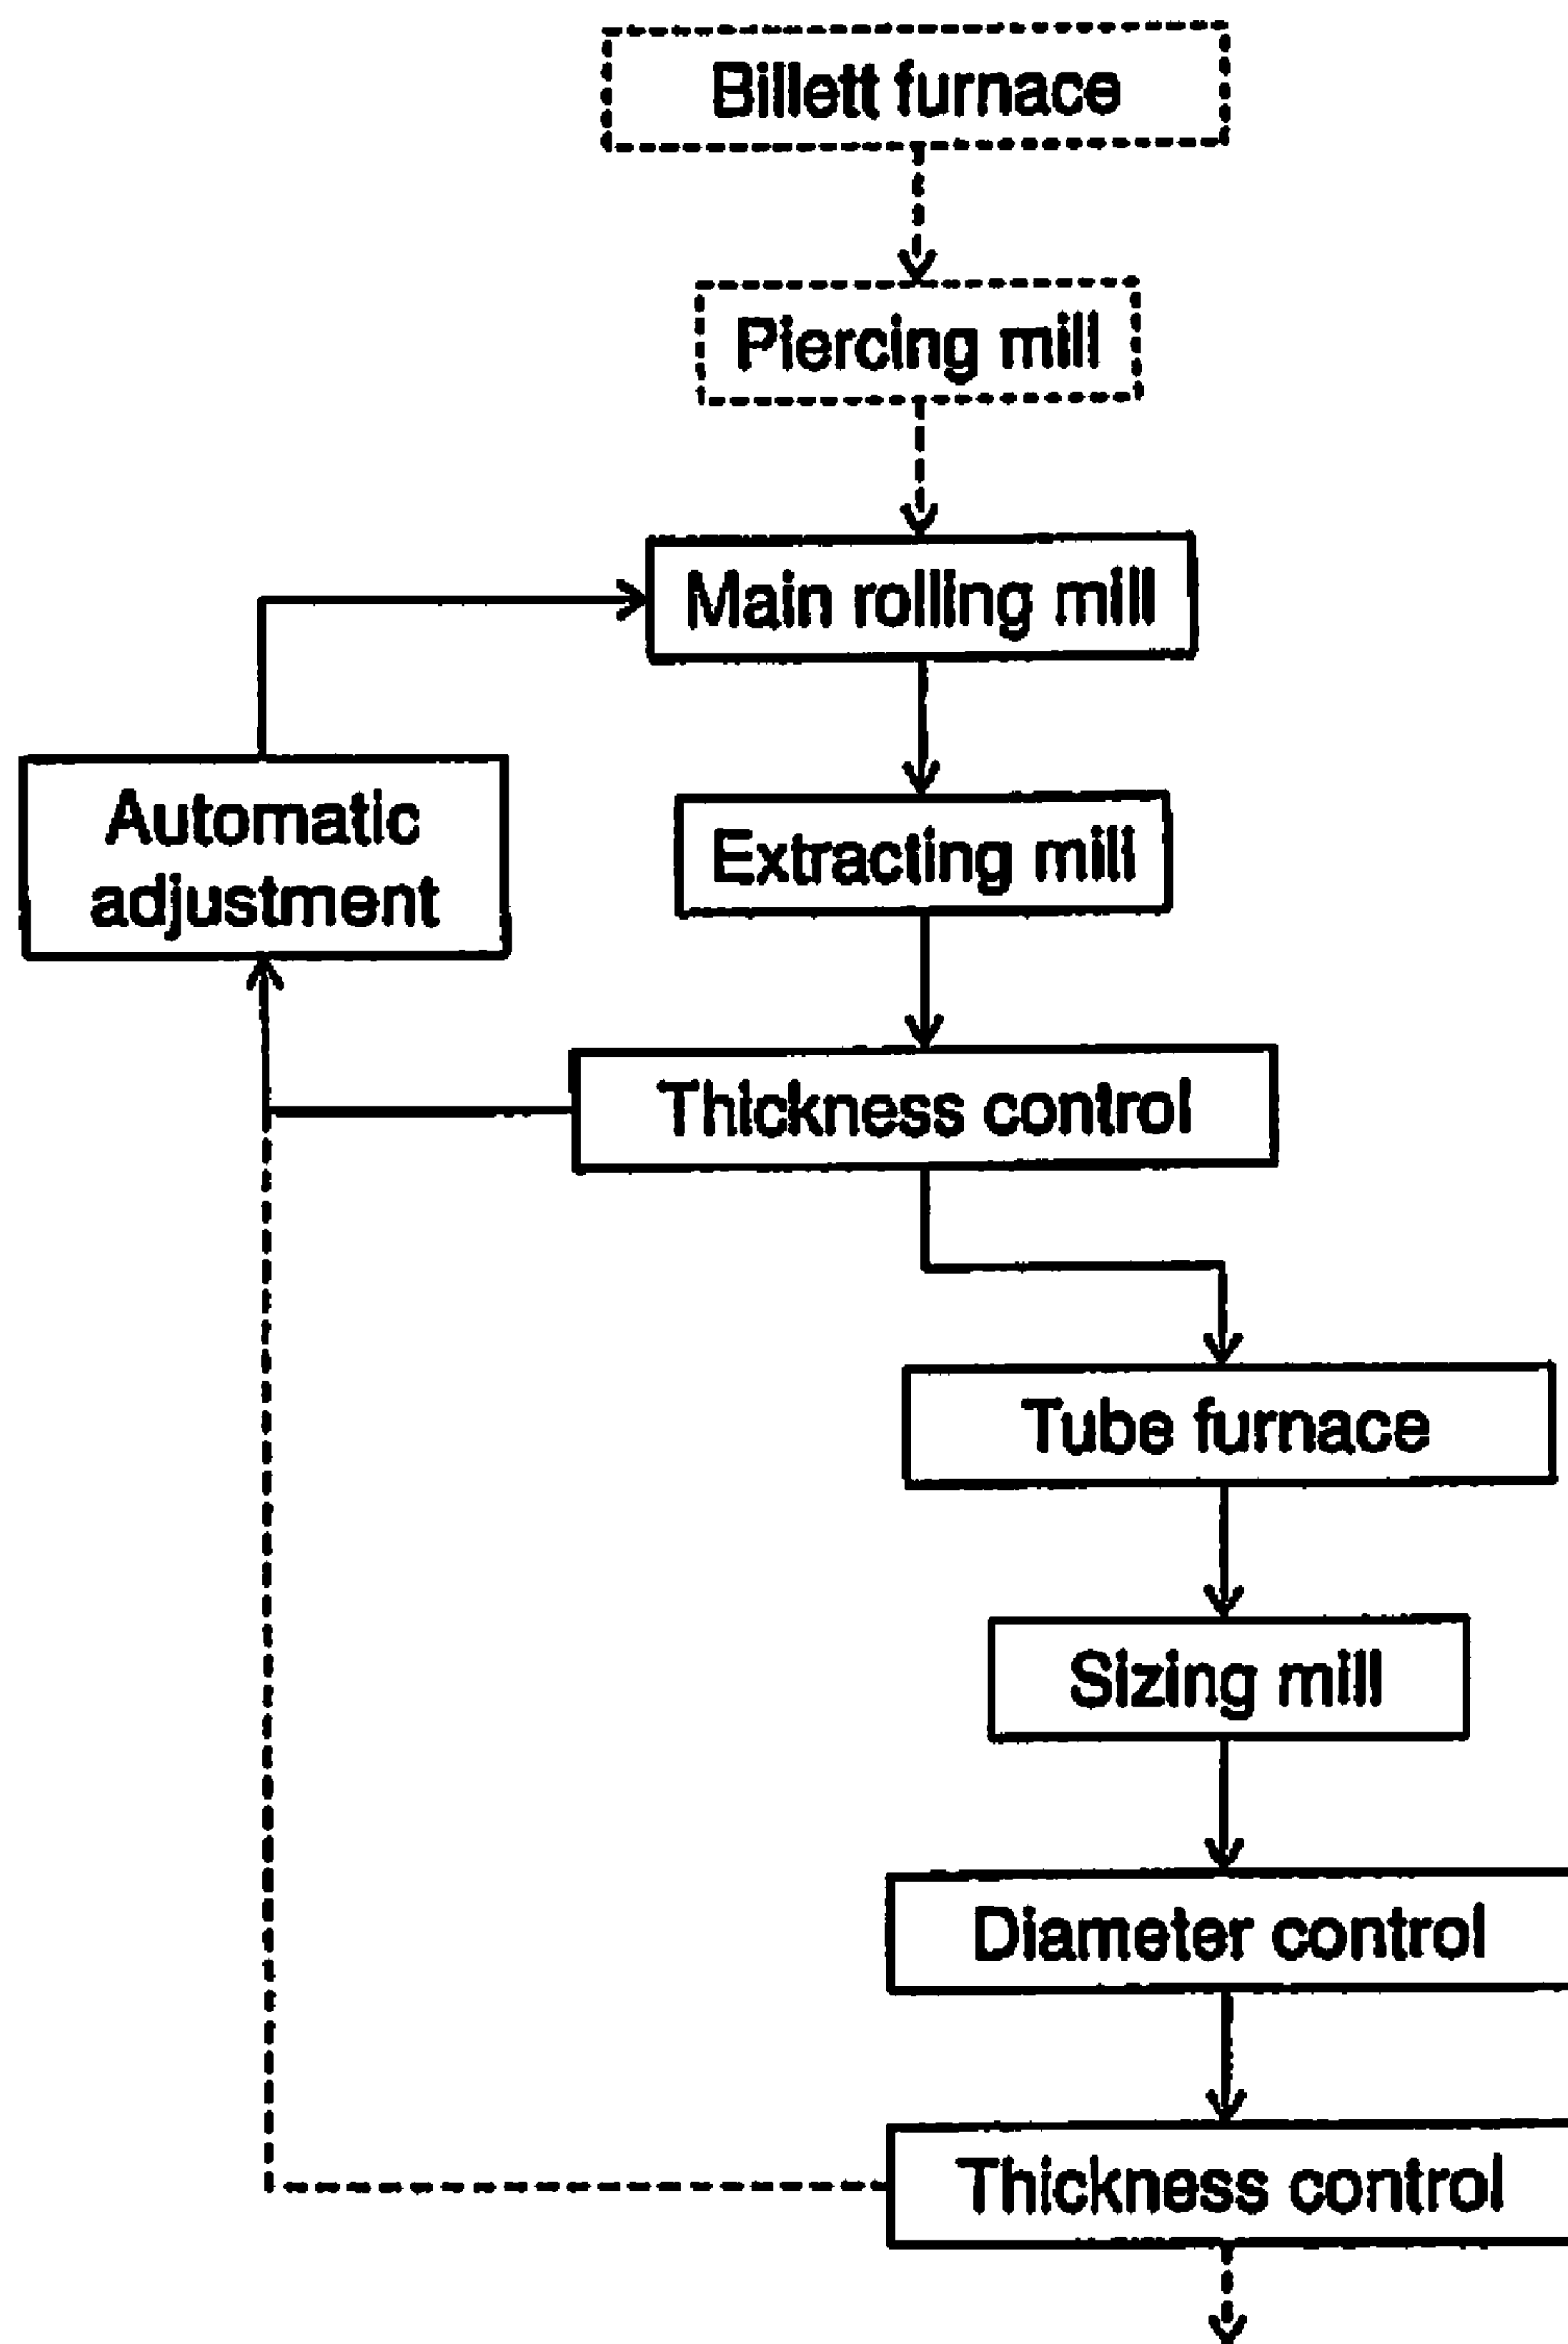 Billett furnace
Piercing mill
Main rolling mill
Automatic
adjustment
Extracting mill
Thickness control
Tube furnace
Sizing mill
Diameter control
Thickness control